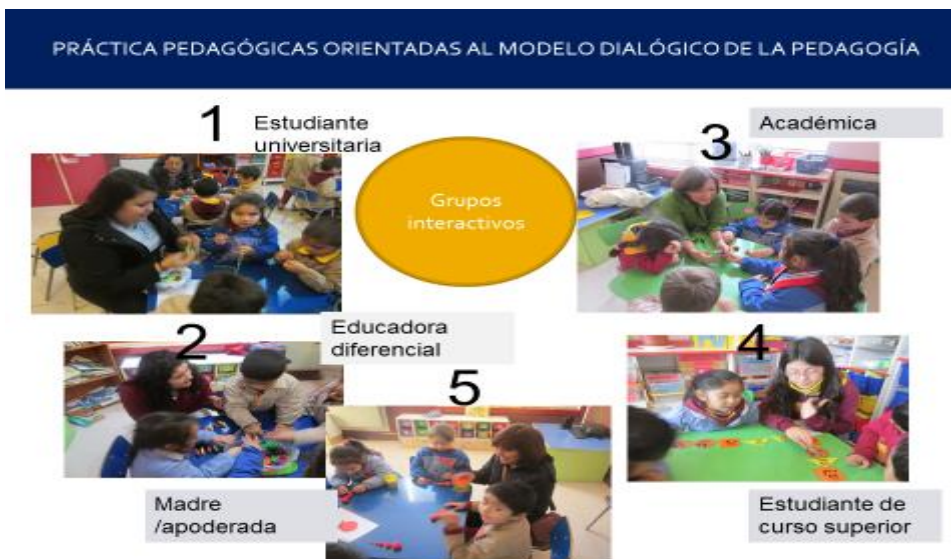 PRÁCTICA PEDAGÓGICAS ORIENTADAS AL MODELO DIALÓGICO DE LA PEDAGOGÍA
1
Estudiante
universitaria
Grupos
interactivos
3
Académica
2
Educadora
diferencial
5
4
Madre
/apoderada
Estudiante de
curso superior